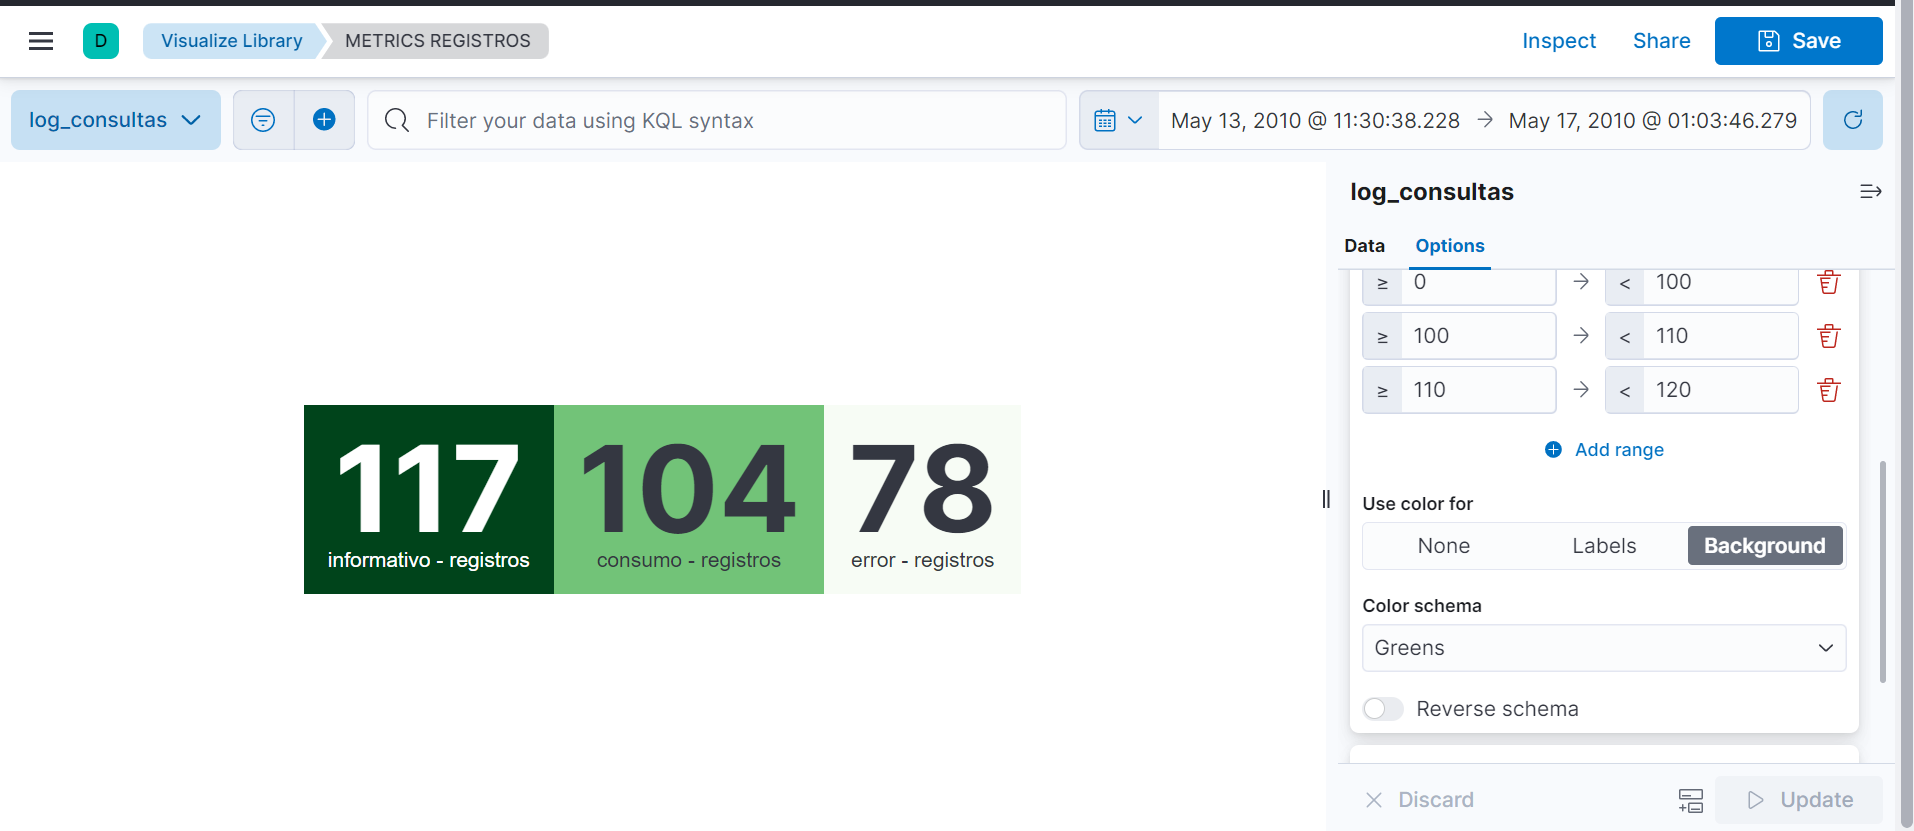 D
Visualize Library
METRICS REGISTROS
Inspect
Share
Save
log_consultas
Filter your data using KQL syntax
May 13, 2010 @ 11:30:38.228 → May 17, 2010 @ 01:03:46.279
log_consultas
Data
Options
≥ 0 → < 100
≥ 100 → < 110
≥ 110 → < 120
Add range
Use color for
None
Labels
Background
Color schema
Greens
Reverse schema
Discard
Update
117
informativo - registros
104
consumo - registros
78
error - registros